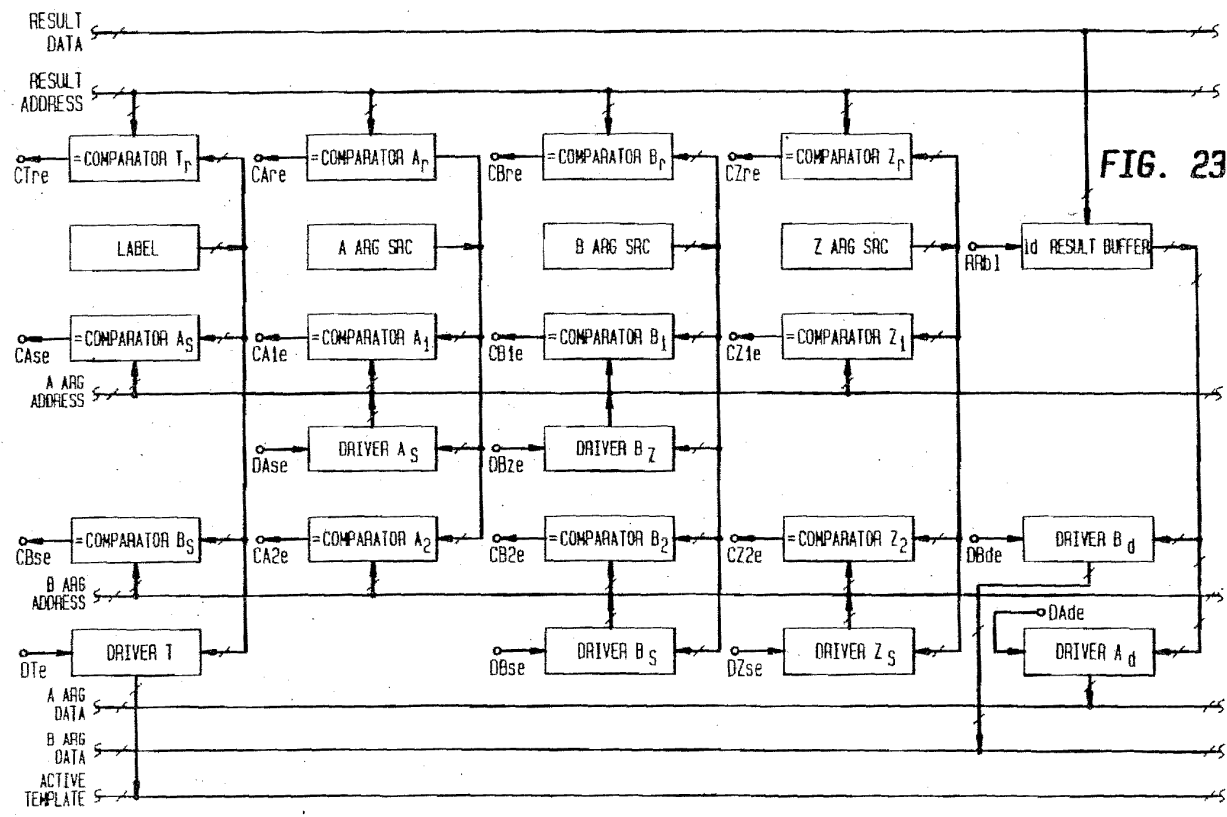 RESULT
DATA
RESULT
ADDRESS
=COMPARATOR Tr
=COMPARATOR Ar
=COMPARATOR Br
=COMPARATOR Zr
CTre
CAre
CBre
CZre
FIG. 23
LABEL
A ARG SRC
B ARG SRC
Z ARG SRC
ld RESULT BUFFER
RRbl
=COMPARATOR AS
=COMPARATOR A1
=COMPARATOR B1
=COMPARATOR Z1
CAse
CA1e
CB1e
CZ1e
A ARG
ADDRESS
DRIVER AS
DRIVER BZ
DAse
DBze
=COMPARATOR BS
=COMPARATOR A2
=COMPARATOR B2
=COMPARATOR Z2
DRIVER Bd
CBse
CA2e
CB2e
CZ2e
DBde
B ARG
ADDRESS
DAde
DRIVER T
DRIVER BS
DRIVER ZS
DRIVER Ad
DTe
DBse
DZse
A ARG
DATA
B ARG
DATA
ACTIVE
TEMPLATE